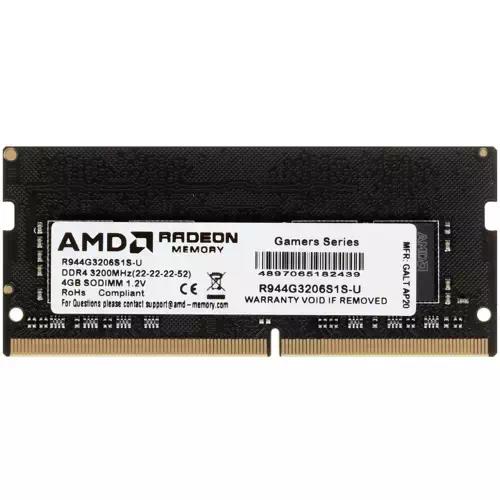 AMD RADEON
MEMORY
R944G3206S1S-U
DDR4 3200MHz(22-22-22-52)
4GB SODIMM 1.2V
RoHS Compliant
For Questions please contact support@amd-memory.com
Gamers Series
4897065182439
R944G3206S1S-U
WARRANTY VOID IF REMOVED
MFR: GALT AP20
AMD